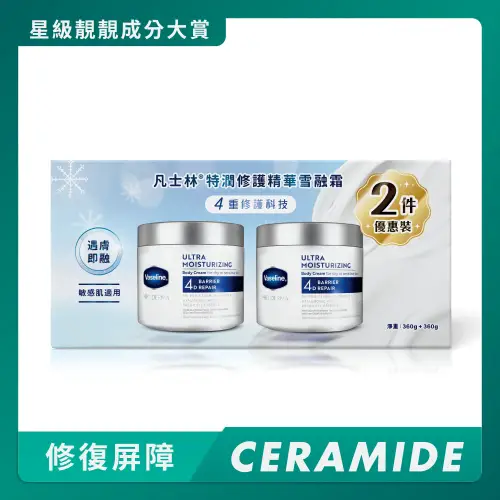 星級靚靚成分大賞
凡士林®特潤修護精華雪融霜
4重修護科技
2件
優惠裝
遇膚
即融
敏感肌適用
Vaseline
ULTRA
MOISTURIZING
Body Cream
4D BARRIER
REPAIR
Vaseline
ULTRA
MOISTURIZING
Body Cream
4D BARRIER
REPAIR
淨重:360g+360g
修復屏障
CERAMIDE